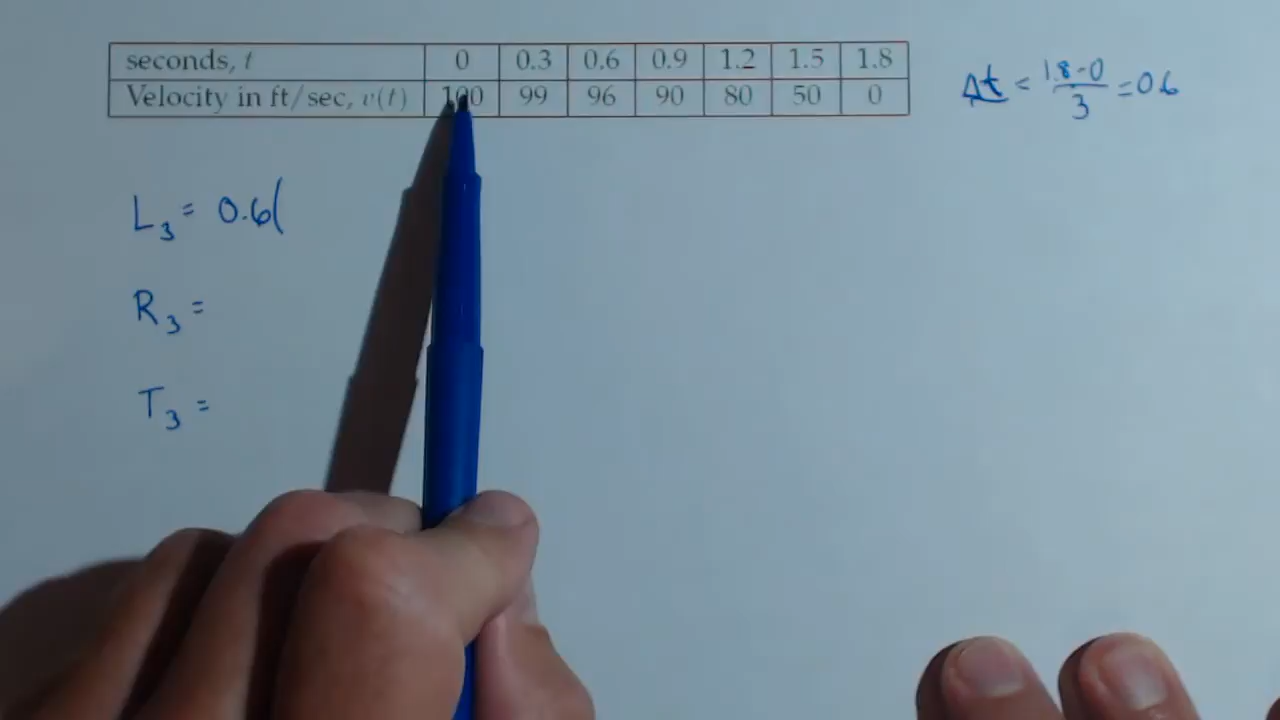 seconds, t 0 0.3 0.6 0.9 1.2 1.5 1.8
Velocity in ft/sec, v(t) 100 99 96 90 80 50 0
Δt = 1.8-0/3 = 0.6
L₃ = 0.6(
R₃ =
T₃ =